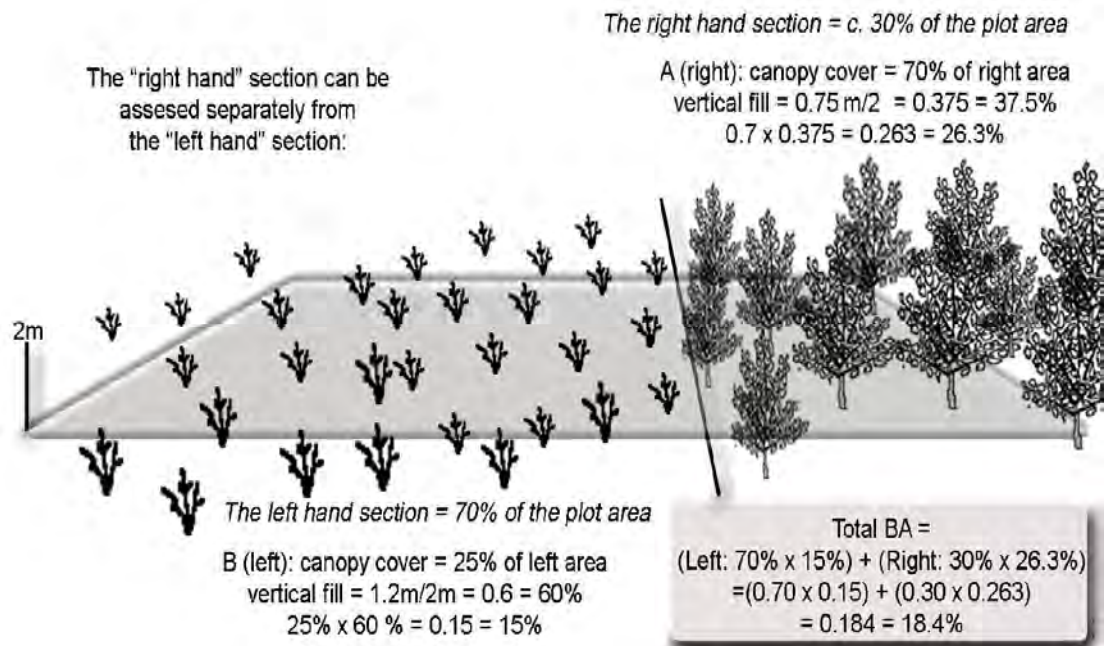 The right hand section = c. 30% of the plot area
The "right hand" section can be
assesed separately from
the "left hand" section:
A (right): canopy cover = 70% of right area
vertical fill = 0.75 m/2 = 0.375 = 37.5%
0.7 x 0.375 = 0.263 = 26.3%
2m
The left hand section = 70% of the plot area
B (left): canopy cover = 25% of left area
vertical fill = 1.2m/2m = 0.6 = 60%
25% x 60 % = 0.15 = 15%
Total BA =
(Left: 70% x 15%) + (Right: 30% x 26.3%)
=(0.70 x 0.15) + (0.30 x 0.263)
= 0.184 = 18.4%